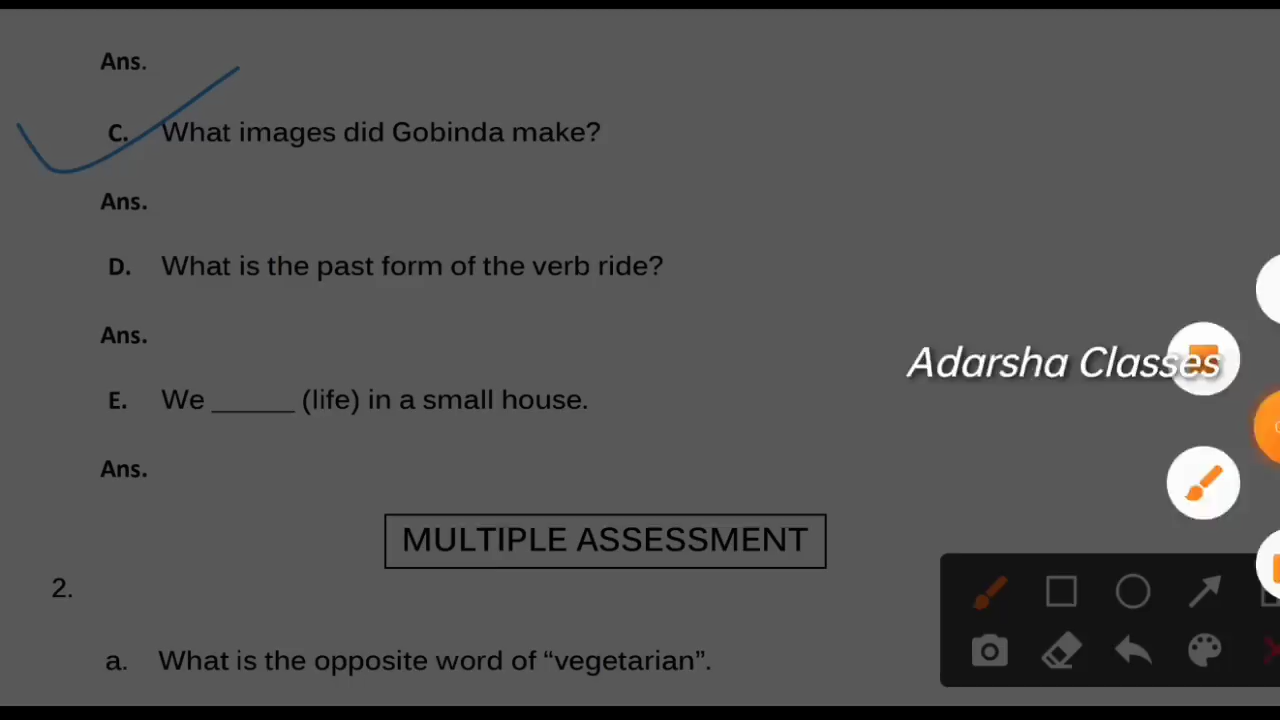 Ans.
C. What images did Gobinda make?
Ans.
D. What is the past form of the verb ride?
Ans.
Adarsha Classes
E. We ______ (life) in a small house.
Ans.
MULTIPLE ASSESSMENT
2.
a. What is the opposite word of “vegetarian”.